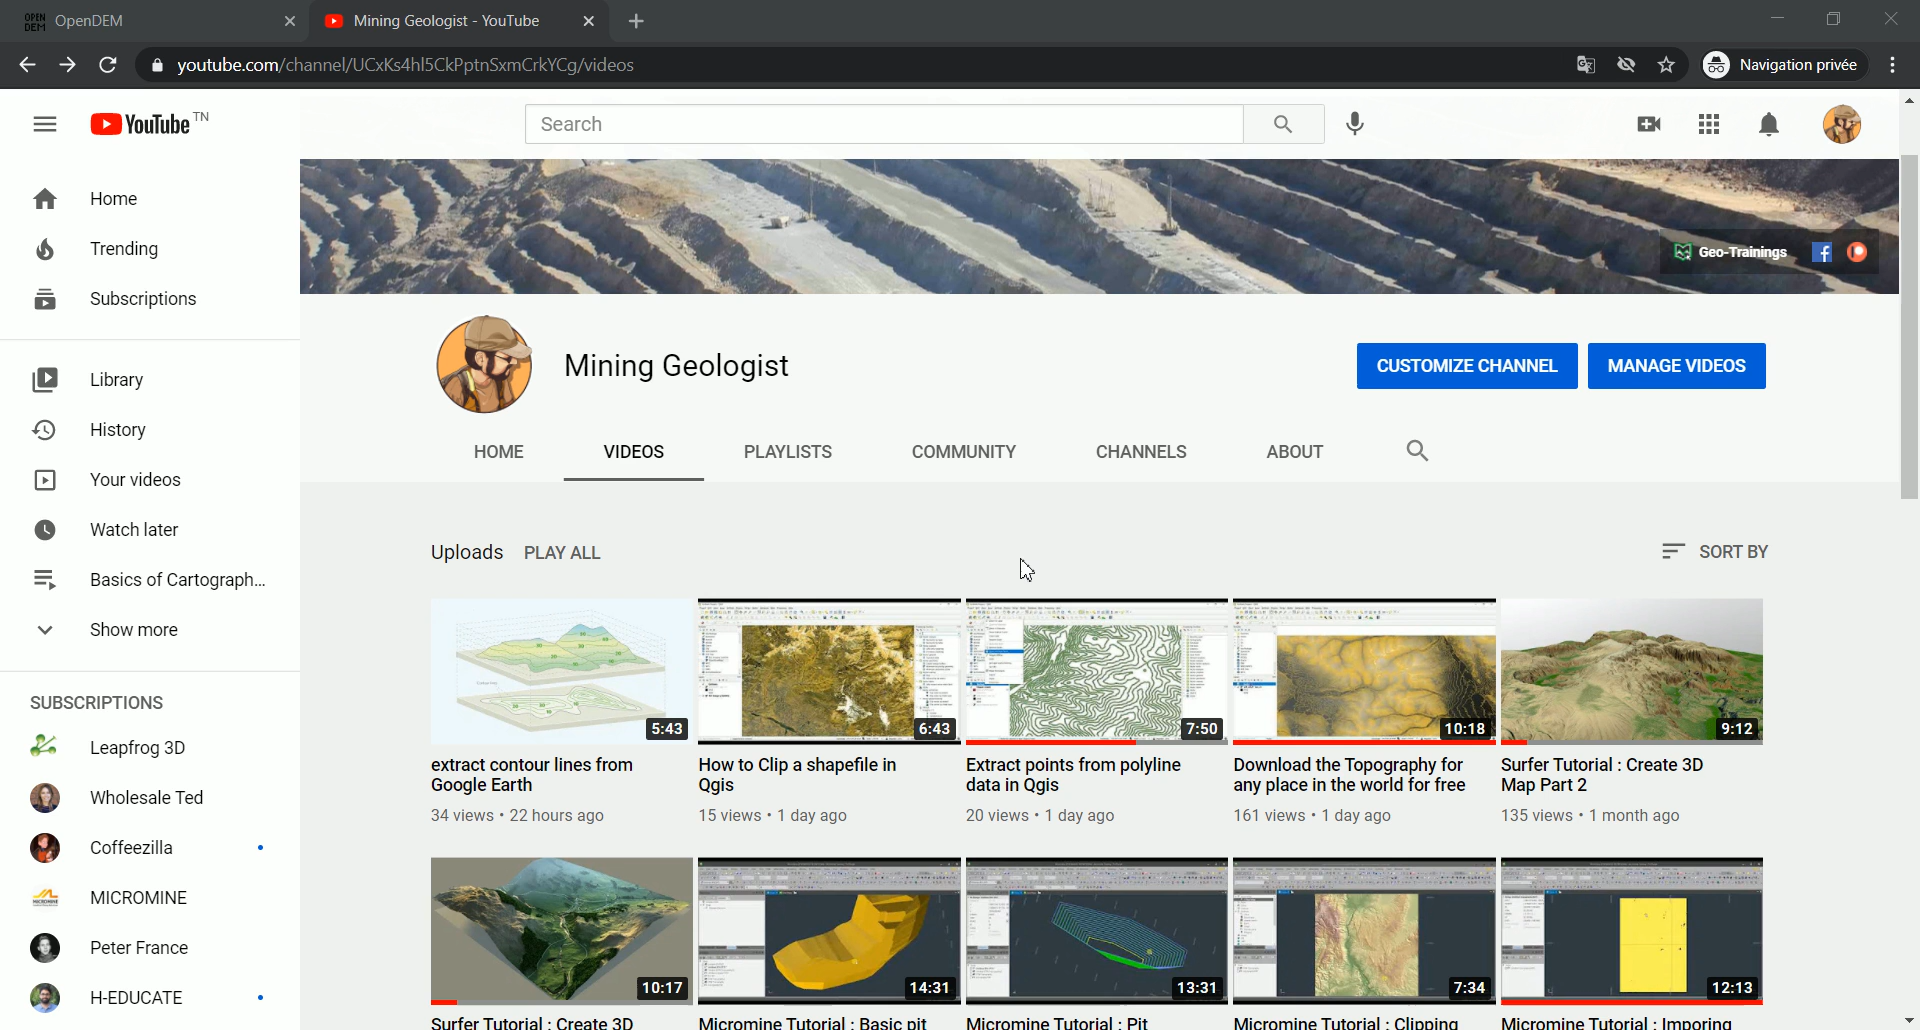 OPEN DEM OpenDEM
Mining Geologist - YouTube
youtube.com/channel/UCxKs4hl5CkPptnSxmCrkYCg/videos
Navigation privée
YouTube TN
Search
Home
Trending
Subscriptions
Library
History
Your videos
Watch later
Basics of Cartograph...
Show more
SUBSCRIPTIONS
Leapfrog 3D
Wholesale Ted
Coffeezilla
MICROMINE
Peter France
H-EDUCATE
Geo-Trainings
Mining Geologist
CUSTOMIZE CHANNEL
MANAGE VIDEOS
HOME VIDEOS PLAYLISTS COMMUNITY CHANNELS ABOUT
Uploads PLAY ALL
SORT BY
5:43
extract contour lines from
Google Earth
34 views • 22 hours ago
6:43
How to Clip a shapefile in
Qgis
15 views • 1 day ago
7:50
Extract points from polyline
data in Qgis
20 views • 1 day ago
10:18
Download the Topography for
any place in the world for free
161 views • 1 day ago
9:12
Surfer Tutorial : Create 3D
Map Part 2
135 views • 1 month ago
10:17
Surfer Tutorial : Create 3D
14:31
Micromine Tutorial : Basic pit
13:31
Micromine Tutorial : Pit
7:34
Micromine Tutorial : Clipping
12:13
Micromine Tutorial : Imporing